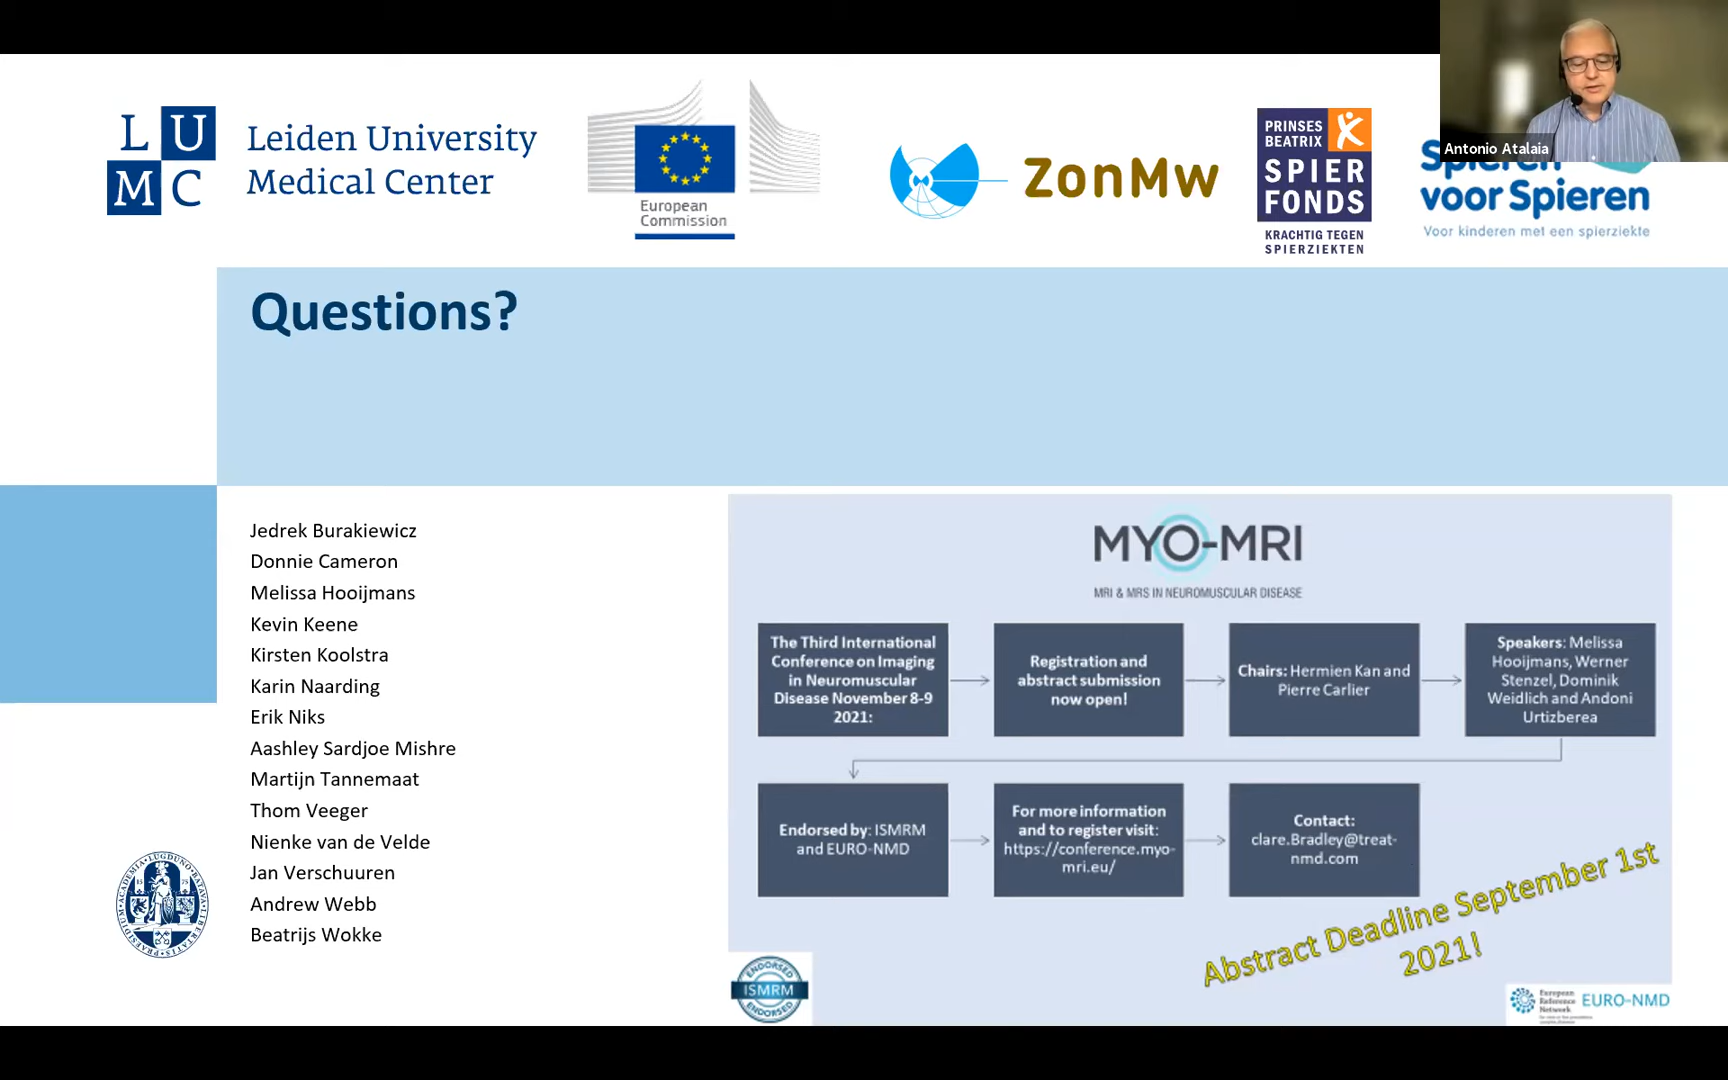 L U
M C
Leiden University
Medical Center
European
Commission
ZonMw
PRINSES
BEATRIX
SPIER
FONDS
KRACHTIG TEGEN
SPIERZIEKTEN
Antonio Atalaia
Spieren
voor Spieren
Voor kinderen met een spierziekte
Questions?
Jedrek Burakiewicz
Donnie Cameron
Melissa Hooijmans
Kevin Keene
Kirsten Koolstra
Karin Naarding
Erik Niks
Aashley Sardjoe Mishre
Martijn Tannemaat
Thom Veeger
Nienke van de Velde
Jan Verschuuren
Andrew Webb
Beatrijs Wokke
MYO-MRI
MRI & MRS IN NEUROMUSCULAR DISEASE
The Third International
Conference on Imaging
in Neuromuscular
Disease November 8-9
2021:
Registration and
abstract submission
now open!
Chairs: Hermien Kan and
Pierre Carlier
Speakers: Melissa
Hooijmans, Werner
Stenzel, Dominik
Weidlich and Andoni
Urtizberea
Endorsed by: ISMRM
and EURO-NMD
For more information
and to register visit:
https://conference.myo-
mri.eu/
Contact:
clare.Bradley@treat-
nmd.com
Abstract Deadline September 1st
2021!
ENDORSED
ISMRM
ENDORSED
European
Reference
Network
EURO-NMD